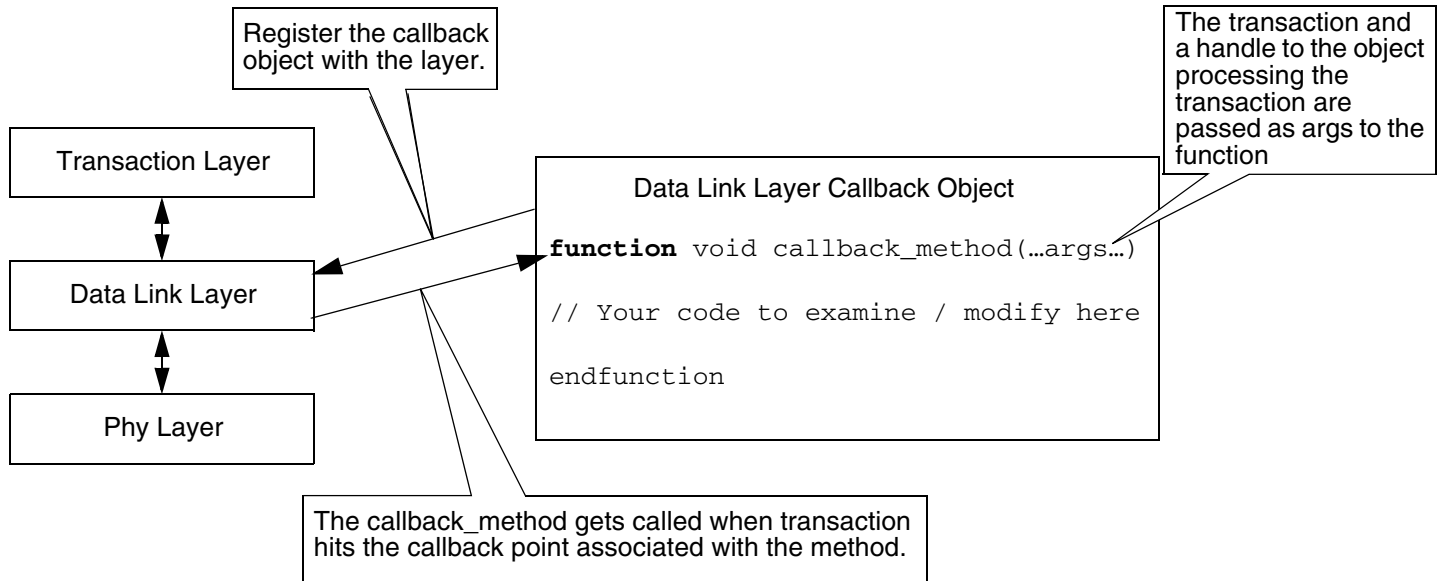 Register the callback
object with the layer.
The transaction and
a handle to the object
processing the
transaction are
passed as args to the
function
Transaction Layer
Data Link Layer
Phy Layer
Data Link Layer Callback Object
function void callback_method(…args…)
// Your code to examine / modify here
endfunction
The callback_method gets called when transaction
hits the callback point associated with the method.